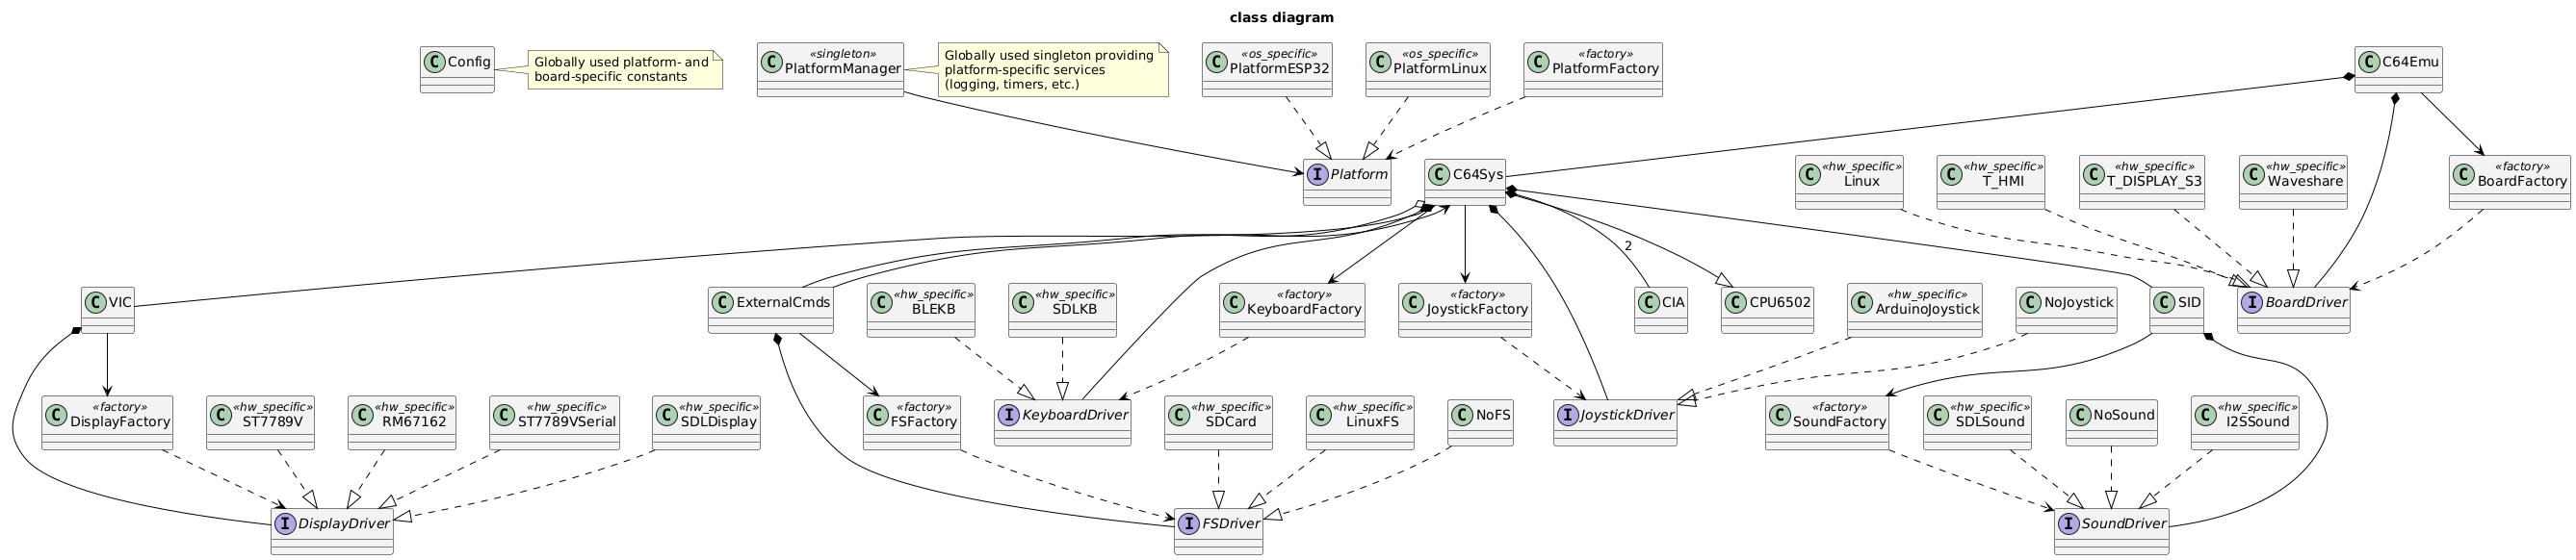 class diagram
C Config
Globally used platform- and
board-specific constants
«singleton»
C PlatformManager
Globally used singleton providing
platform-specific services
(logging, timers, etc.)
«os_specific»
C PlatformESP32
«os_specific»
C PlatformLinux
«factory»
C PlatformFactory
C C64Emu
I Platform
C C64Sys
«hw_specific»
C Linux
«hw_specific»
C T_HMI
«hw_specific»
C T_DISPLAY_S3
«hw_specific»
C Waveshare
«factory»
C BoardFactory
2
C VIC
C ExternalCmds
«hw_specific»
C BLEKB
«hw_specific»
C SDLKB
«factory»
C KeyboardFactory
«factory»
C JoystickFactory
C CIA
C CPU6502
«hw_specific»
C ArduinoJoystick
C NoJoystick
C SID
I BoardDriver
«factory»
C DisplayFactory
«hw_specific»
C ST7789V
«hw_specific»
C RM67162
«hw_specific»
C ST7789VSerial
«hw_specific»
C SDLDisplay
«factory»
C FSFactory
I KeyboardDriver
«hw_specific»
C SDCard
«hw_specific»
C LinuxFS
C NoFS
I JoystickDriver
«factory»
C SoundFactory
«hw_specific»
C SDLSound
C NoSound
«hw_specific»
C I2SSound
I DisplayDriver
I FSDriver
I SoundDriver